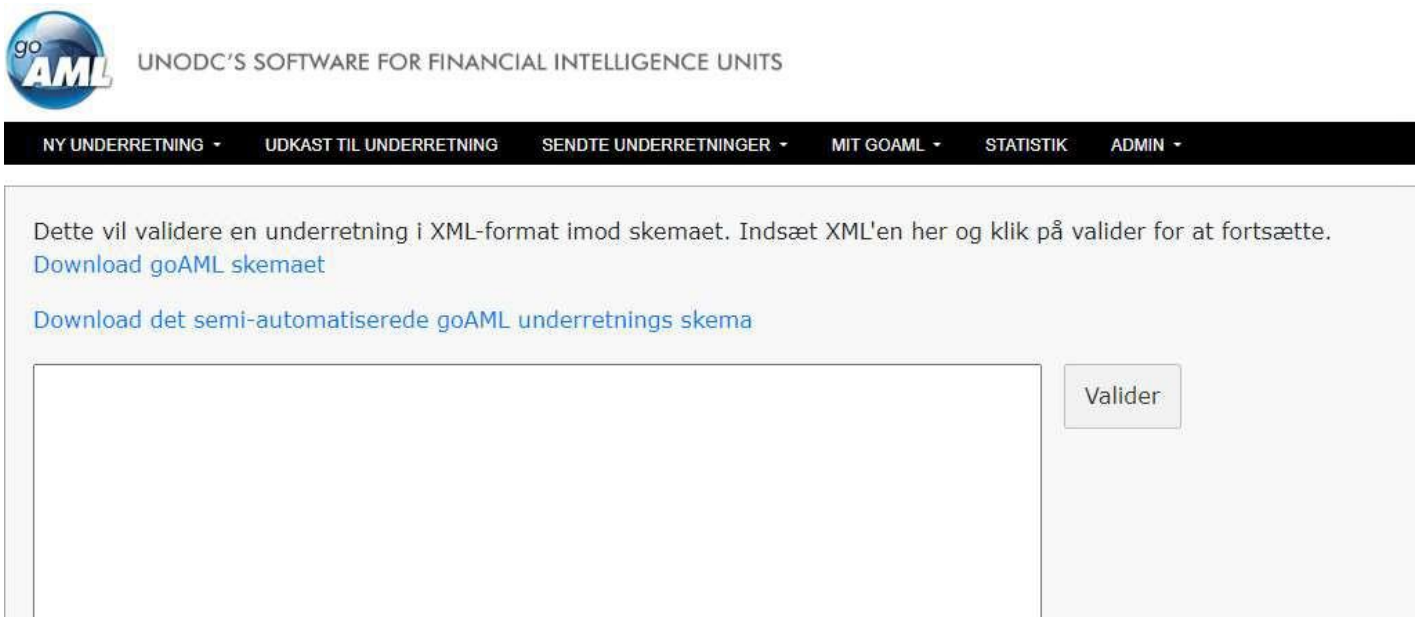 go
AML
UNODC'S SOFTWARE FOR FINANCIAL INTELLIGENCE UNITS
NY UNDERRETNING UDKAST TIL UNDERRETNING SENDTE UNDERRETNINGER MIT GOAML STATISTIK ADMIN
Dette vil validere en underretning i XML-format imod skemaet. Indsæt XML'en her og klik på valider for at fortsætte.
Download goAML skemaet
Download det semi-automatiserede goAML underretnings skema
Valider